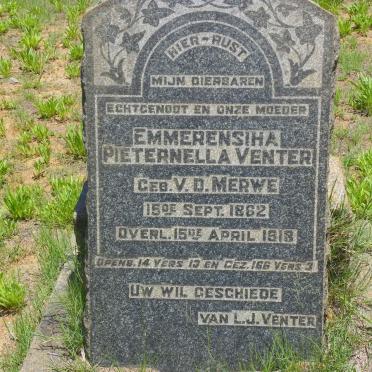 HIER-RUST
MIJN DIERBAREN
ECHTGENOOT EN ONZE MOEDER
EMMERENSIHA
PIETERNELLA VENTER
GEB. V.D. MERWE
15DE SEPT. 1862
OVERL. 15DE APRIL 1918
OPENB. 14 VERS 13 EN GEZ. 166 VERS 3
UW WIL GESCHIEDE
VAN L.J. VENTER